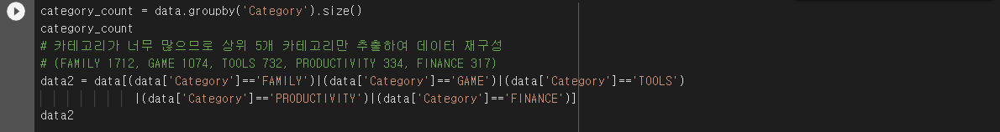 category_count = data.groupby('Category').size()
category_count
# 카테고리가 너무 많으므로 상위 5개 카테고리만 추출하여 데이터 재구성
# (FAMILY 1712, GAME 1074, TOOLS 732, PRODUCTIVITY 334, FINANCE 317)
data2 = data[(data['Category']=='FAMILY')|(data['Category']=='GAME')|(data['Category']=='TOOLS')
|(data['Category']=='PRODUCTIVITY')|(data['Category']=='FINANCE')]
data2